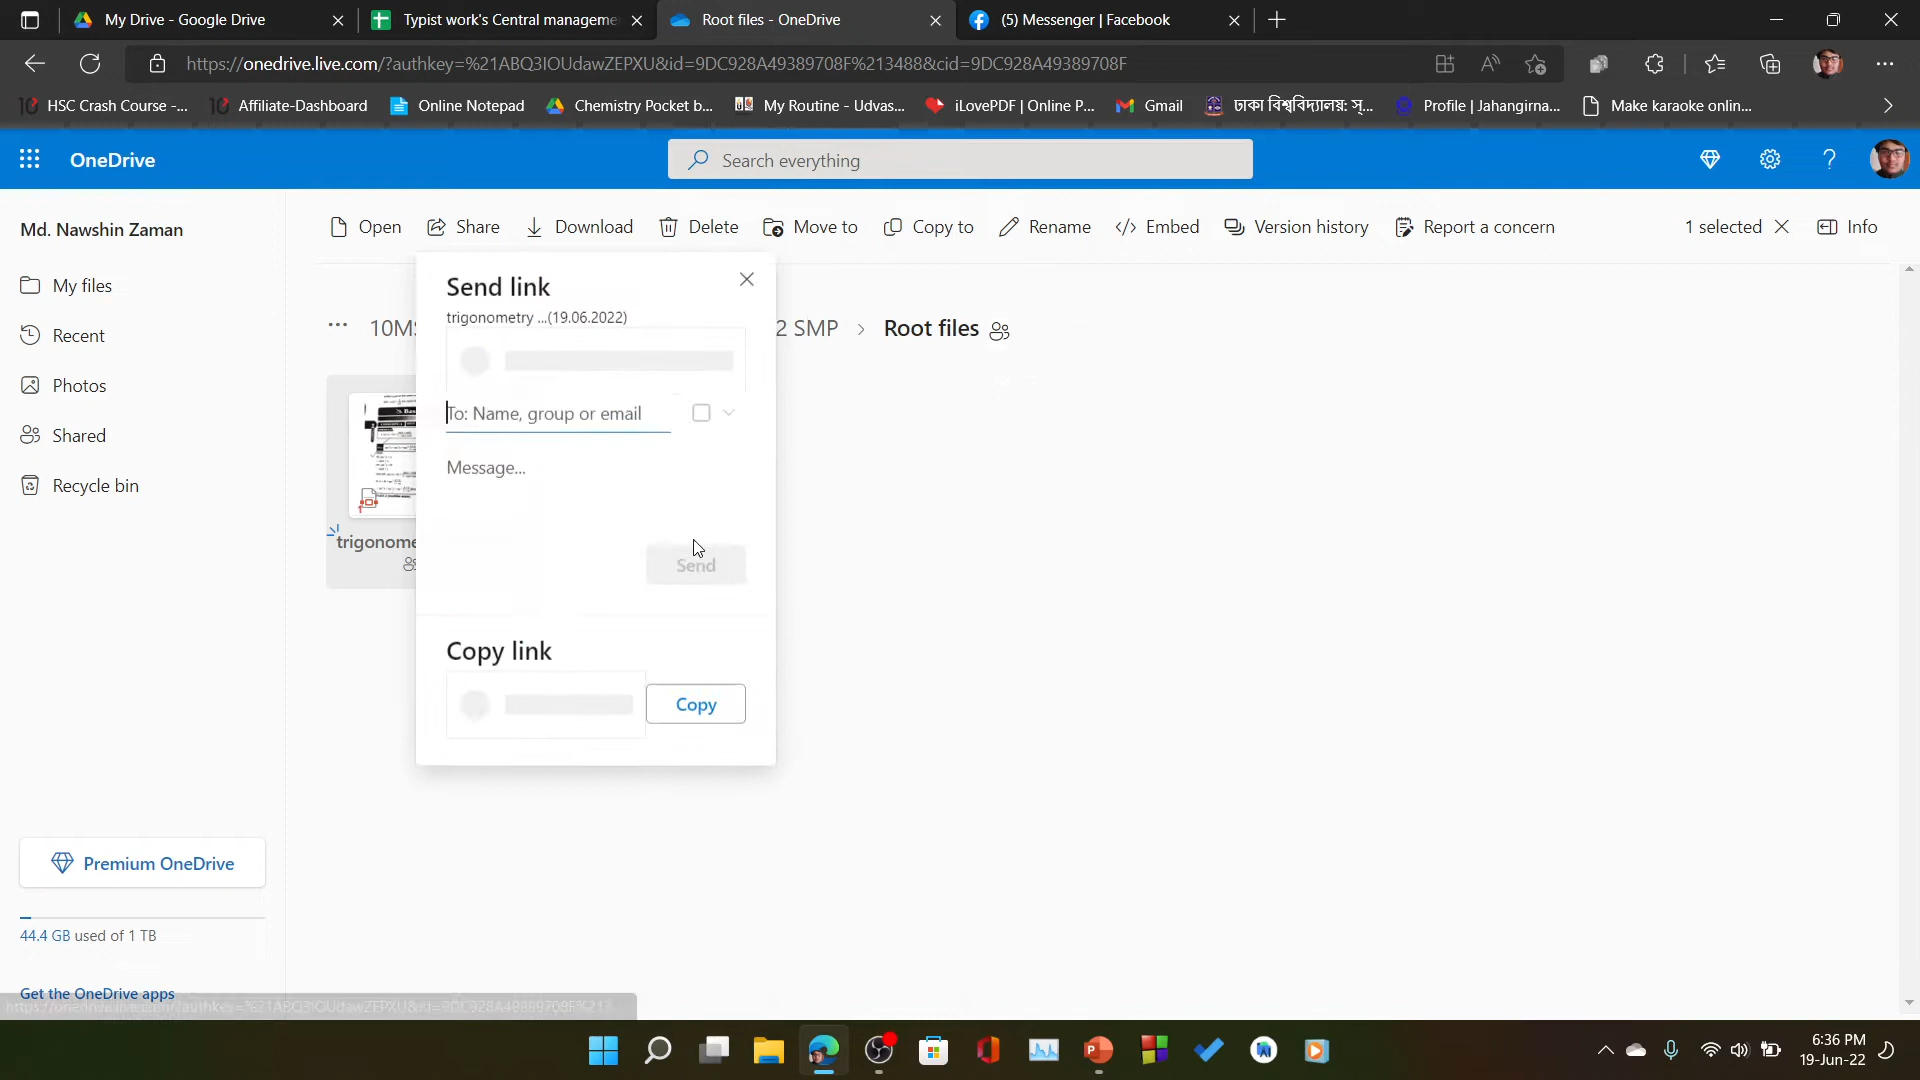 My Drive - Google Drive
Typist work's Central manageme
Root files - OneDrive
(5) Messenger | Facebook
https://onedrive.live.com/?authkey=%21ABQ3IOUdawZEPXU&id=9DC928A49389708F%213488&cid=9DC928A49389708F
HSC Crash Course -...
Affiliate-Dashboard
Online Notepad
Chemistry Pocket b...
My Routine - Udvas...
iLovePDF | Online P...
Gmail
ঢাকা বিশ্ববিদ্যালয়: স্...
Profile | Jahangirna...
Make karaoke onlin...
OneDrive
Search everything
Md. Nawshin Zaman
Open
Share
Download
Delete
Move to
Copy to
Rename
Embed
Version history
Report a concern
1 selected
Info
My files
Recent
Photos
Shared
Recycle bin
2 SMP > Root files
Send link
trigonometry ...(19.06.2022)
To: Name, group or email
Message...
Send
Copy link
Copy
Premium OneDrive
44.4 GB used of 1 TB
Get the OneDrive apps
6:36 PM
19-Jun-22